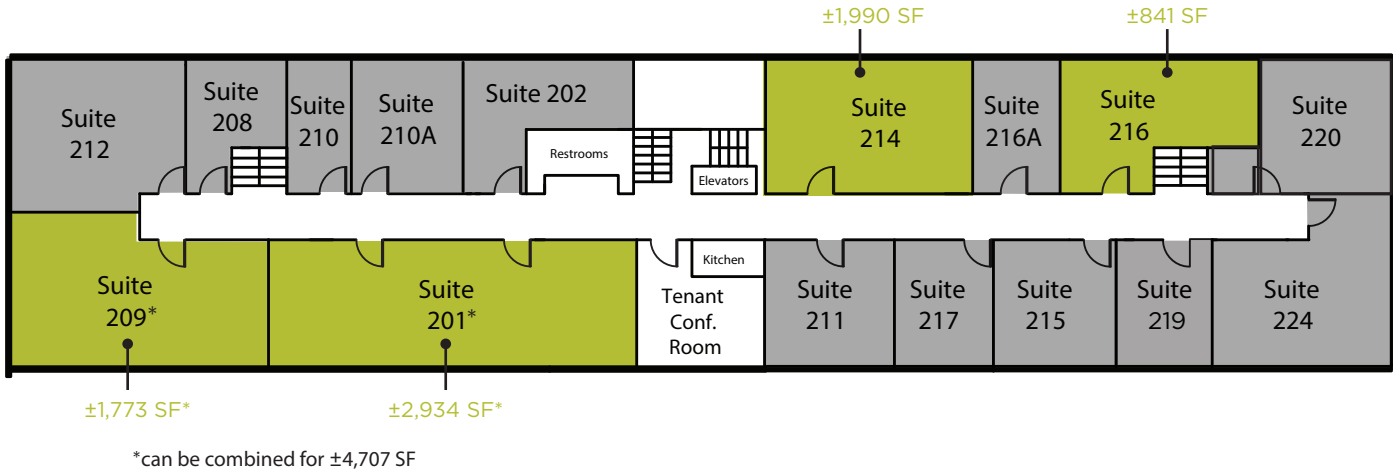 ±1,990 SF
±841 SF
Suite
212
Suite
208
Suite
210
Suite
210A
Suite 202
Restrooms
Elevators
Suite
214
Suite
216A
Suite
216
Suite
220
Suite
209*
Suite
201*
Kitchen
Tenant
Conf.
Room
Suite
211
Suite
217
Suite
215
Suite
219
Suite
224
±1,773 SF*
±2,934 SF*
*can be combined for ±4,707 SF